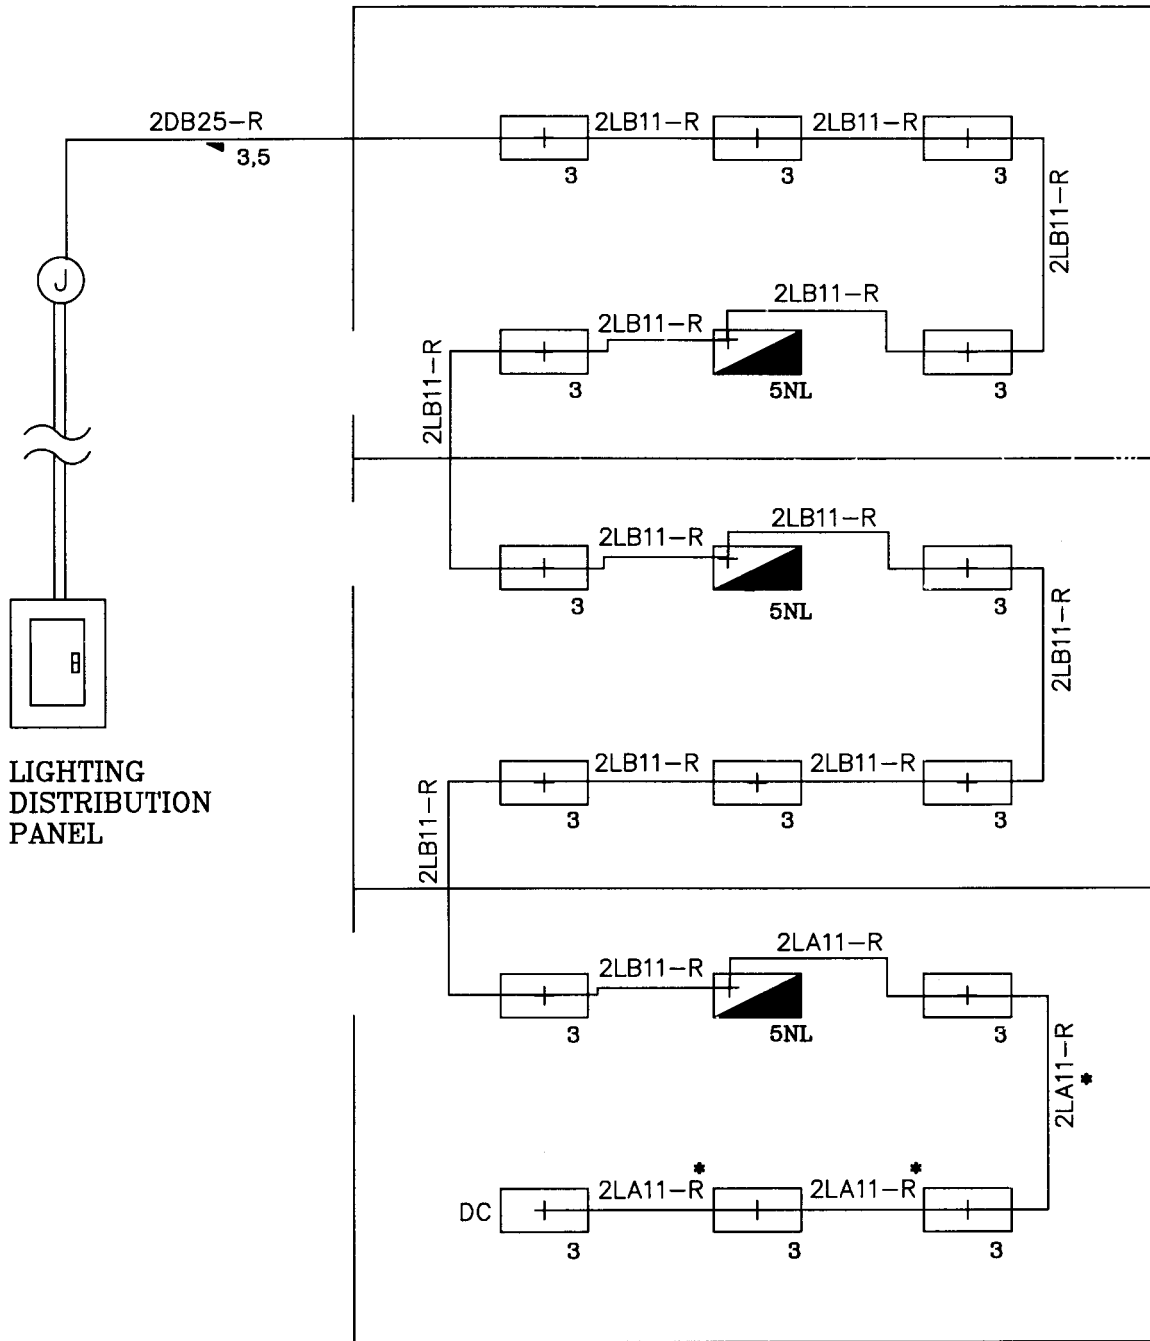 2DB25-R
3,5
2LB11-R
2LB11-R
3
3
3
2LB11-R
J
2LB11-R
2LB11-R
2LB11-R
3
5NL
3
2LB11-R
2LB11-R
3
5NL
3
2LB11-R
LIGHTING
DISTRIBUTION
PANEL
2LB11-R
2LB11-R
2LB11-R
3
3
3
2LA11-R
2LB11-R
3
5NL
3
2LA11-R
*
*
*
DC
2LA11-R
2LA11-R
3
3
3